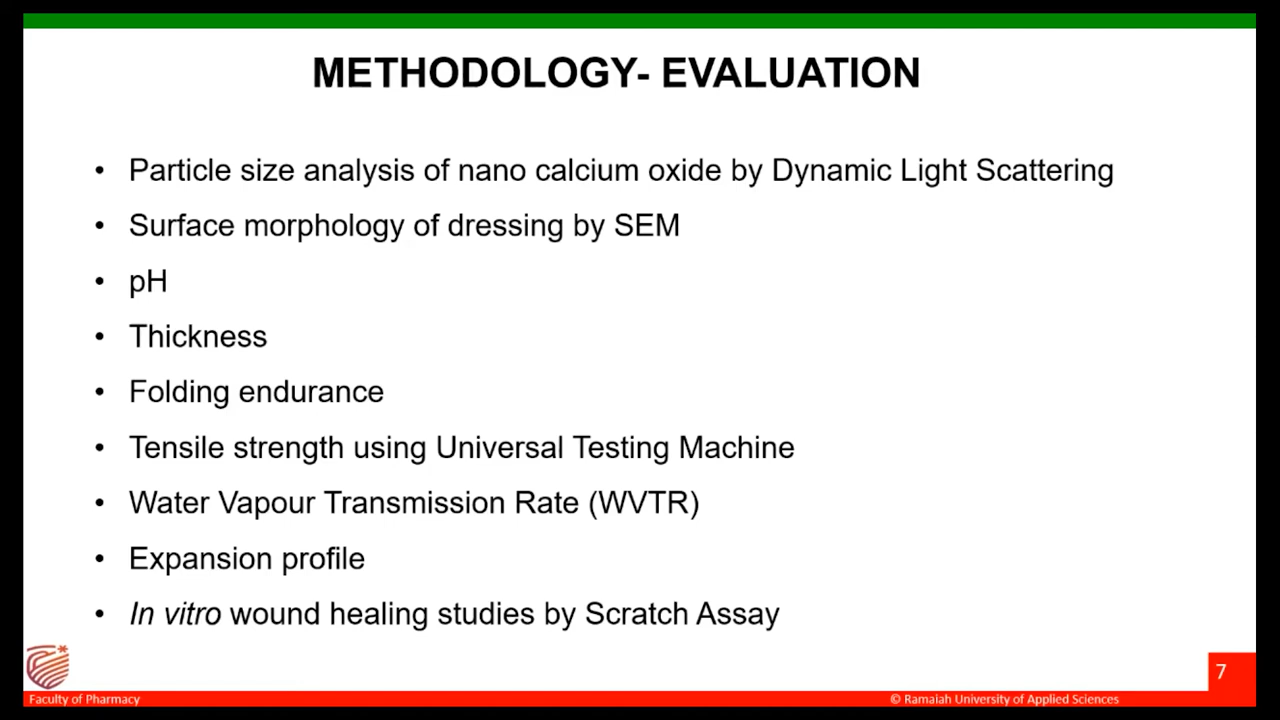 METHODOLOGY- EVALUATION
• Particle size analysis of nano calcium oxide by Dynamic Light Scattering
• Surface morphology of dressing by SEM
• pH
• Thickness
• Folding endurance
• Tensile strength using Universal Testing Machine
• Water Vapour Transmission Rate (WVTR)
• Expansion profile
• In vitro wound healing studies by Scratch Assay
7
Faculty of Pharmacy
© Ramaiah University of Applied Sciences